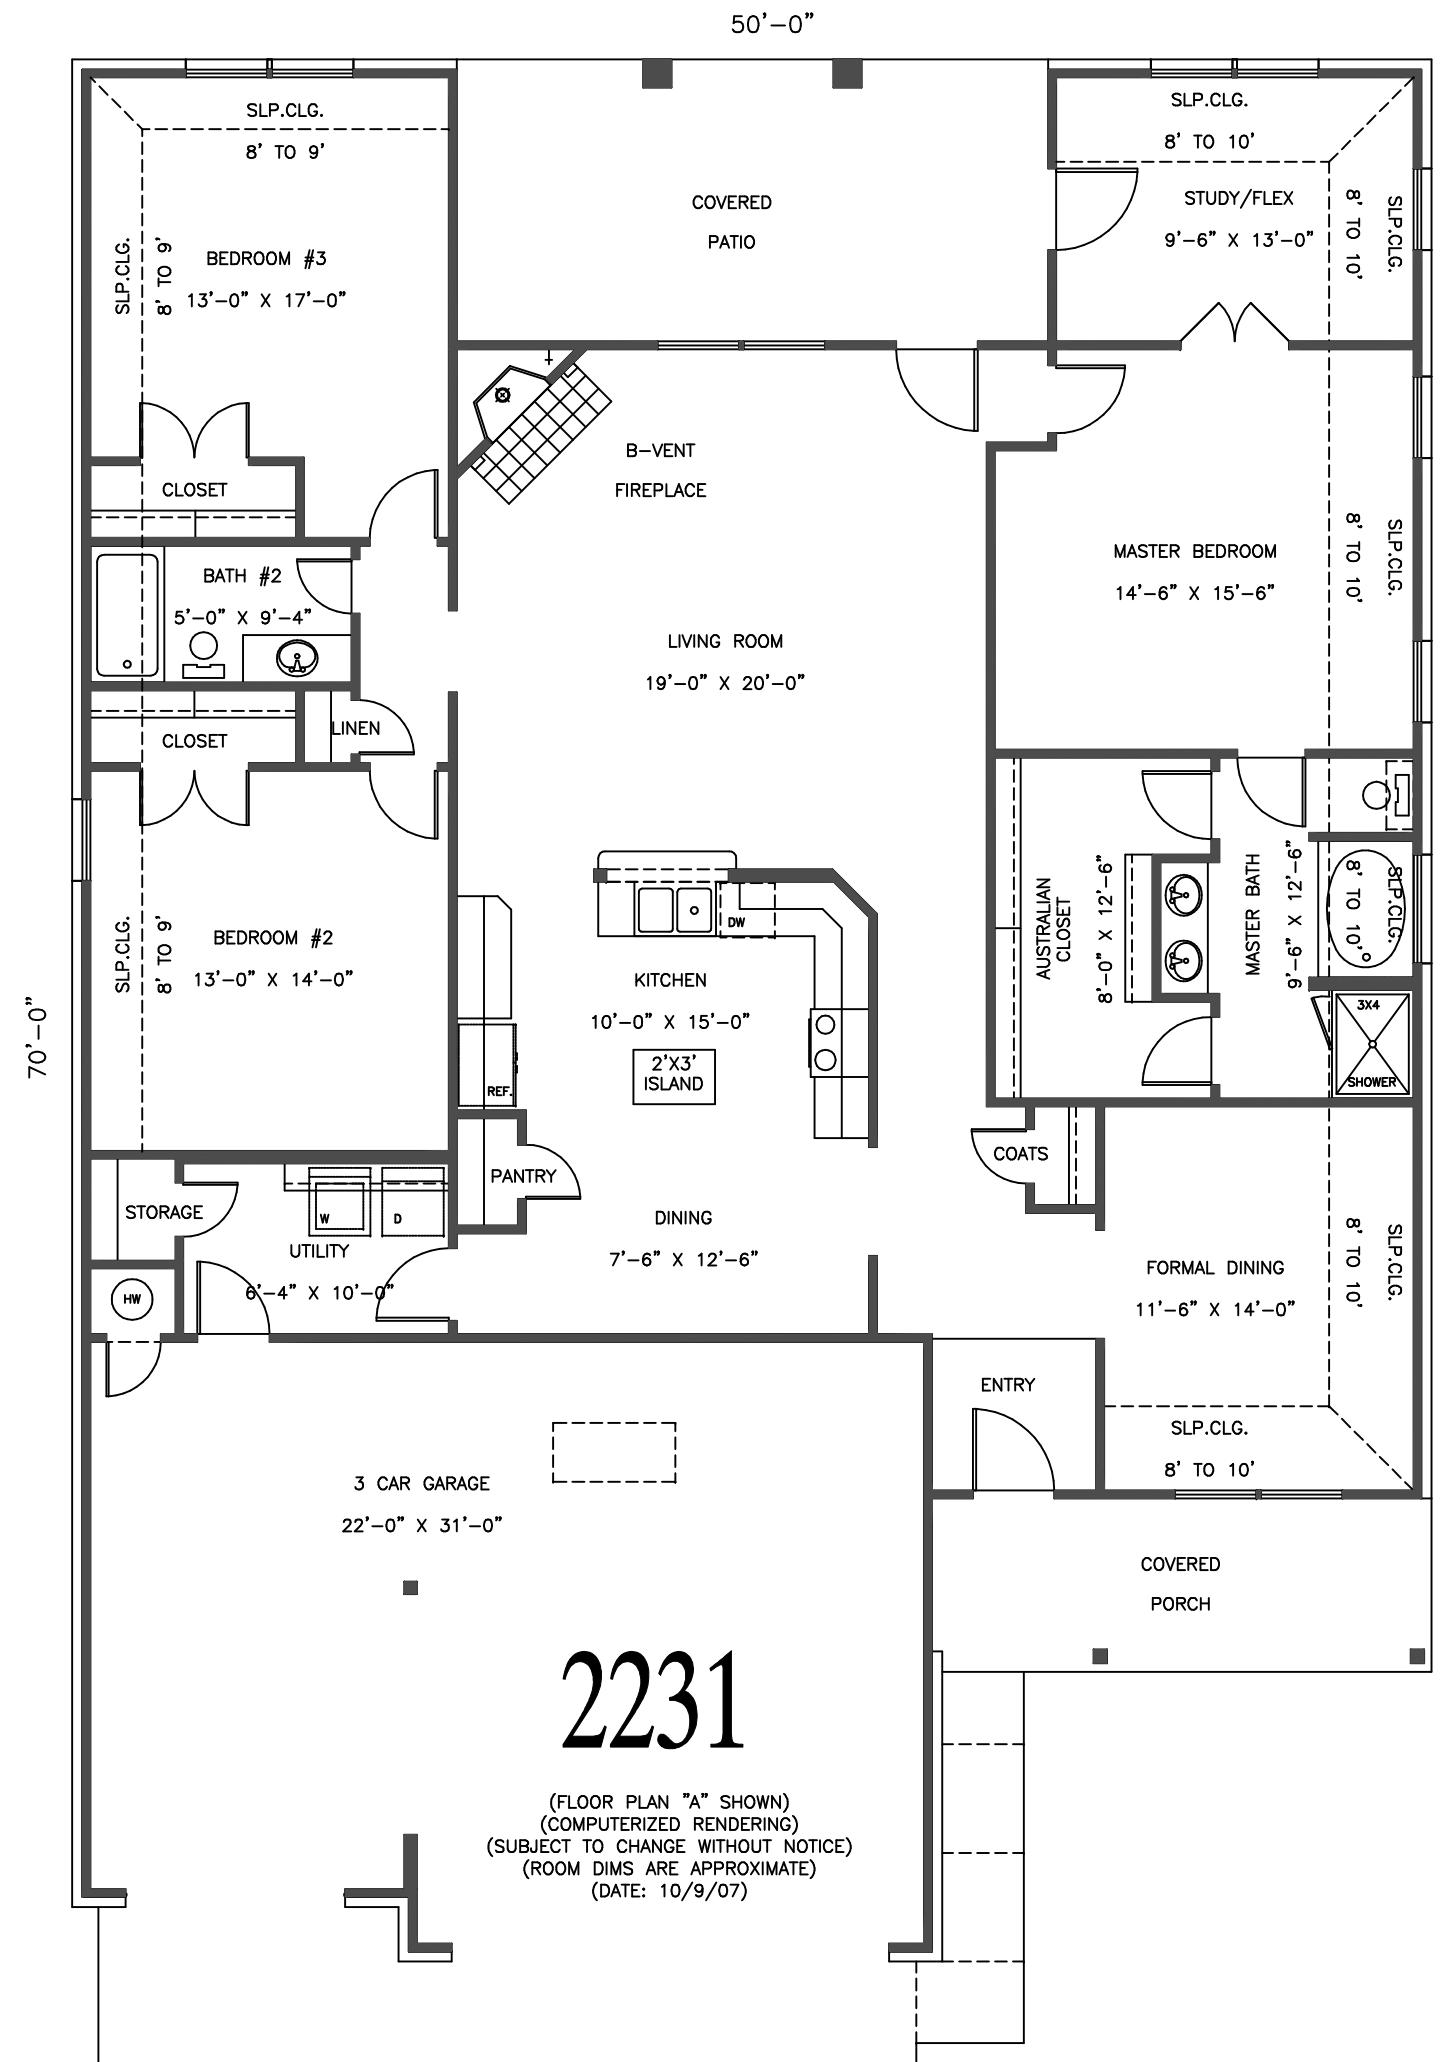 50'-0"
SLP.CLG.
8' TO 9'
SLP.CLG.
8' TO 9'
BEDROOM #3
13'-0" X 17'-0"
COVERED
PATIO
SLP.CLG.
8' TO 10'
STUDY/FLEX
9'-6" X 13'-0"
8' TO 10'
SLP.CLG.
CLOSET
B-VENT
FIREPLACE
BATH #2
5'-0" X 9'-4"
MASTER BEDROOM
14'-6" X 15'-6"
8' TO 10'
SLP.CLG.
LIVING ROOM
19'-0" X 20'-0"
CLOSET
LINEN
SLP.CLG.
8' TO 9'
BEDROOM #2
13'-0" X 14'-0"
DW
KITCHEN
10'-0" X 15'-0"
2'X3'
ISLAND
REF.
AUSTRALIAN
CLOSET
8'-0" X 12'-6"
MASTER BATH
9'-6" X 12'-6"
8' TO 10'
SLP.CLG.
3X4
SHOWER
70'-0"
PANTRY
COATS
STORAGE
W
D
UTILITY
6'-4" X 10'-0"
HW
DINING
7'-6" X 12'-6"
FORMAL DINING
11'-6" X 14'-0"
8' TO 10'
SLP.CLG.
ENTRY
SLP.CLG.
8' TO 10'
3 CAR GARAGE
22'-0" X 31'-0"
COVERED
PORCH
2231
(FLOOR PLAN "A" SHOWN)
(COMPUTERIZED RENDERING)
(SUBJECT TO CHANGE WITHOUT NOTICE)
(ROOM DIMS ARE APPROXIMATE)
(DATE: 10/9/07)